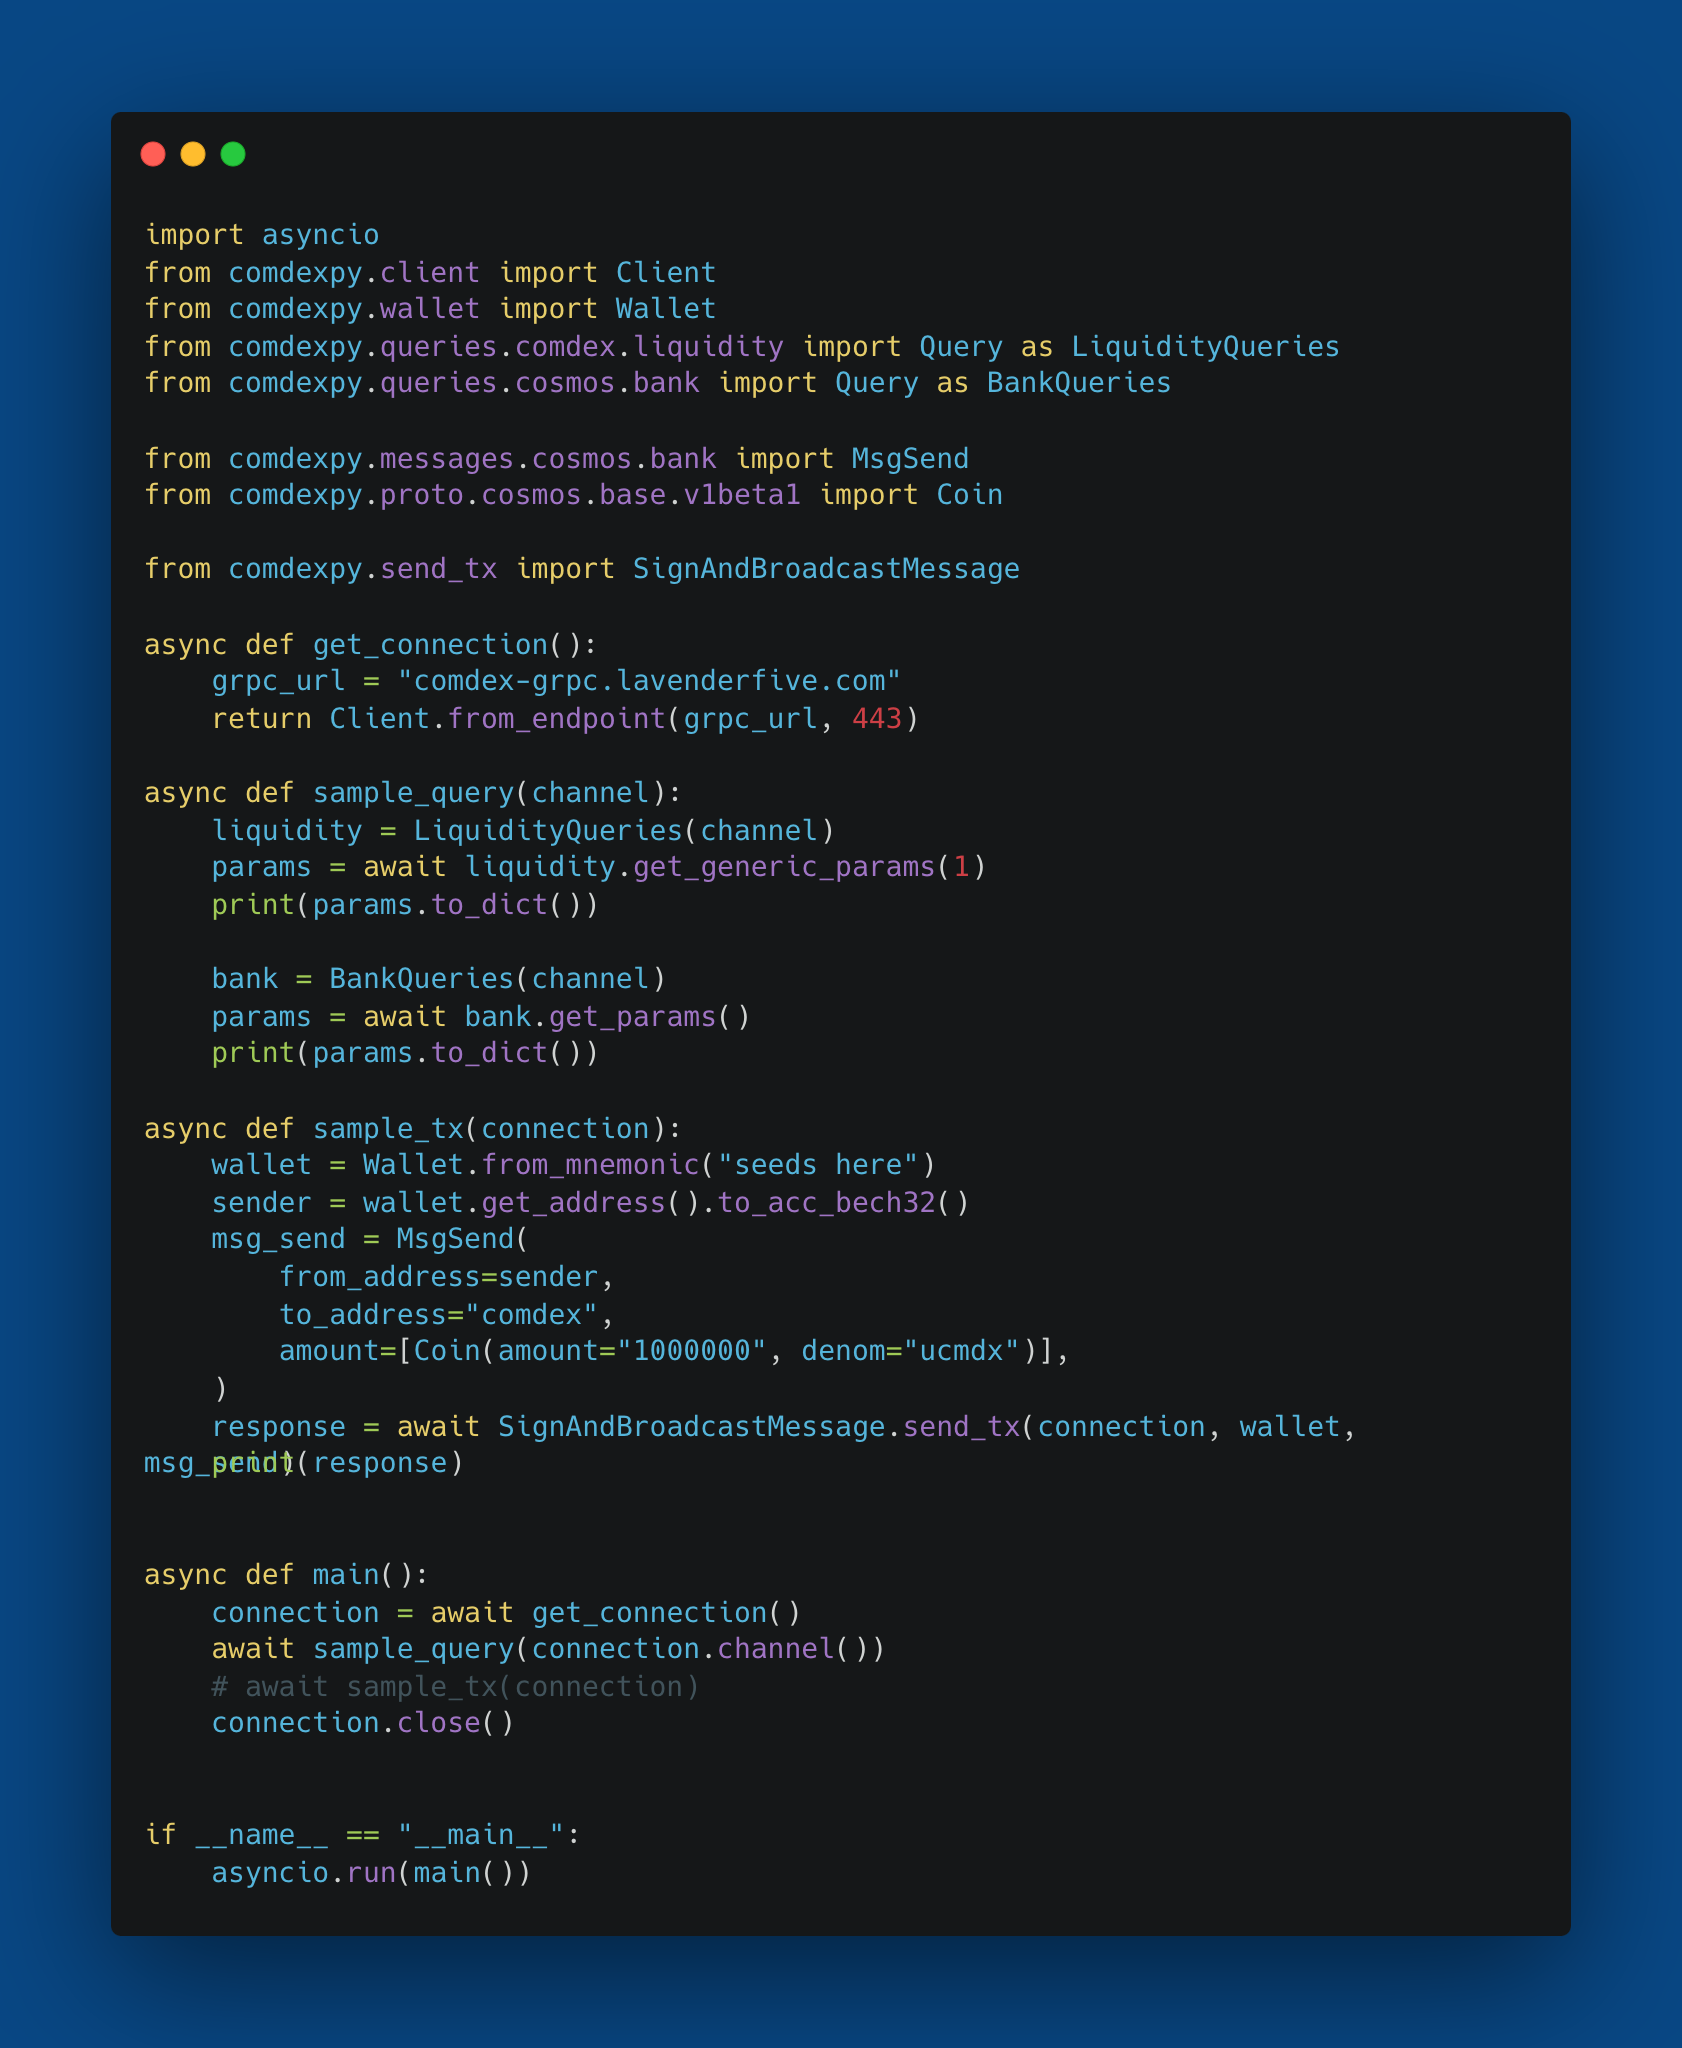 import asyncio
from comdexpy.client import Client
from comdexpy.wallet import Wallet
from comdexpy.queries.comdex.liquidity import Query as LiquidityQueries
from comdexpy.queries.cosmos.bank import Query as BankQueries

from comdexpy.messages.cosmos.bank import MsgSend
from comdexpy.proto.cosmos.base.v1beta1 import Coin

from comdexpy.send_tx import SignAndBroadcastMessage

async def get_connection():
    grpc_url = "comdex-grpc.lavenderfive.com"
    return Client.from_endpoint(grpc_url, 443)

async def sample_query(channel):
    liquidity = LiquidityQueries(channel)
    params = await liquidity.get_generic_params(1)
    print(params.to_dict())

    bank = BankQueries(channel)
    params = await bank.get_params()
    print(params.to_dict())

async def sample_tx(connection):
    wallet = Wallet.from_mnemonic("seeds here")
    sender = wallet.get_address().to_acc_bech32()
    msg_send = MsgSend(
        from_address=sender,
        to_address="comdex",
        amount=[Coin(amount="1000000", denom="ucmdx")],
    )
    response = await SignAndBroadcastMessage.send_tx(connection, wallet,
msg_send)
    print(response)

async def main():
    connection = await get_connection()
    await sample_query(connection.channel())
    # await sample_tx(connection)
    connection.close()

if __name__ == "__main__":
    asyncio.run(main())